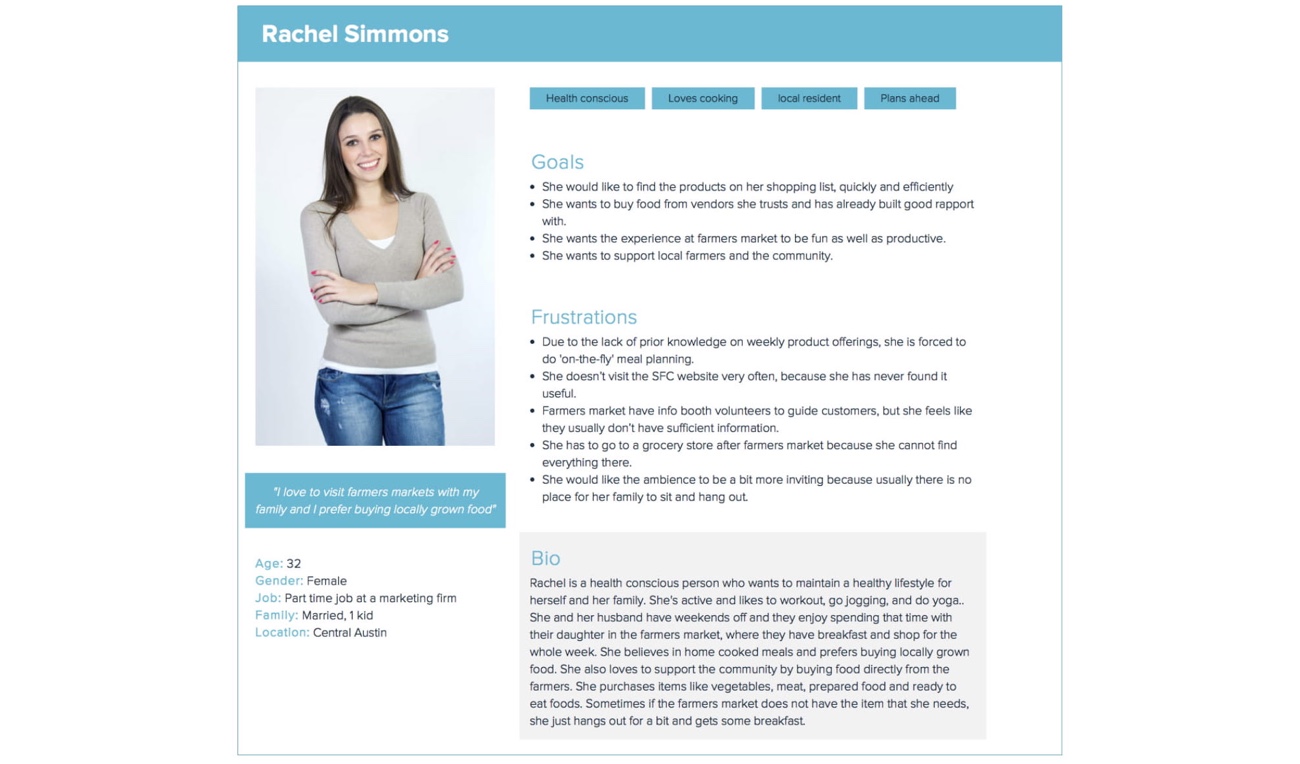 Rachel Simmons
Health conscious
Loves cooking
local resident
Plans ahead
Goals
• She would like to find the products on her shopping list, quickly and efficiently
• She wants to buy food from vendors she trusts and has already built good rapport
with.
• She wants the experience at farmers market to be fun as well as productive.
• She wants to support local farmers and the community.
Frustrations
• Due to the lack of prior knowledge on weekly product offerings, she is forced to
do 'on-the-fly' meal planning.
• She doesn't visit the SFC website very often, because she has never found it
useful.
• Farmers market have info booth volunteers to guide customers, but she feels like
they usually don't have sufficient information.
• She has to go to a grocery store after farmers market because she cannot find
everything there.
• She would like the ambience to be a bit more inviting because usually there is no
place for her family to sit and hang out.
"I love to visit farmers markets with my
family and I prefer buying locally grown food"
Age: 32
Gender: Female
Job: Part time job at a marketing firm
Family: Married, 1 kid
Location: Central Austin
Bio
Rachel is a health conscious person who wants to maintain a healthy lifestyle for
herself and her family. She's active and likes to workout, go jogging, and do yoga..
She and her husband have weekends off and they enjoy spending that time with
their daughter in the farmers market, where they have breakfast and shop for the
whole week. She believes in home cooked meals and prefers buying locally grown
food. She also loves to support the community by buying food directly from the
farmers. She purchases items like vegetables, meat, prepared food and ready to
eat foods. Sometimes if the farmers market does not have the item that she needs,
she just hangs out for a bit and gets some breakfast.